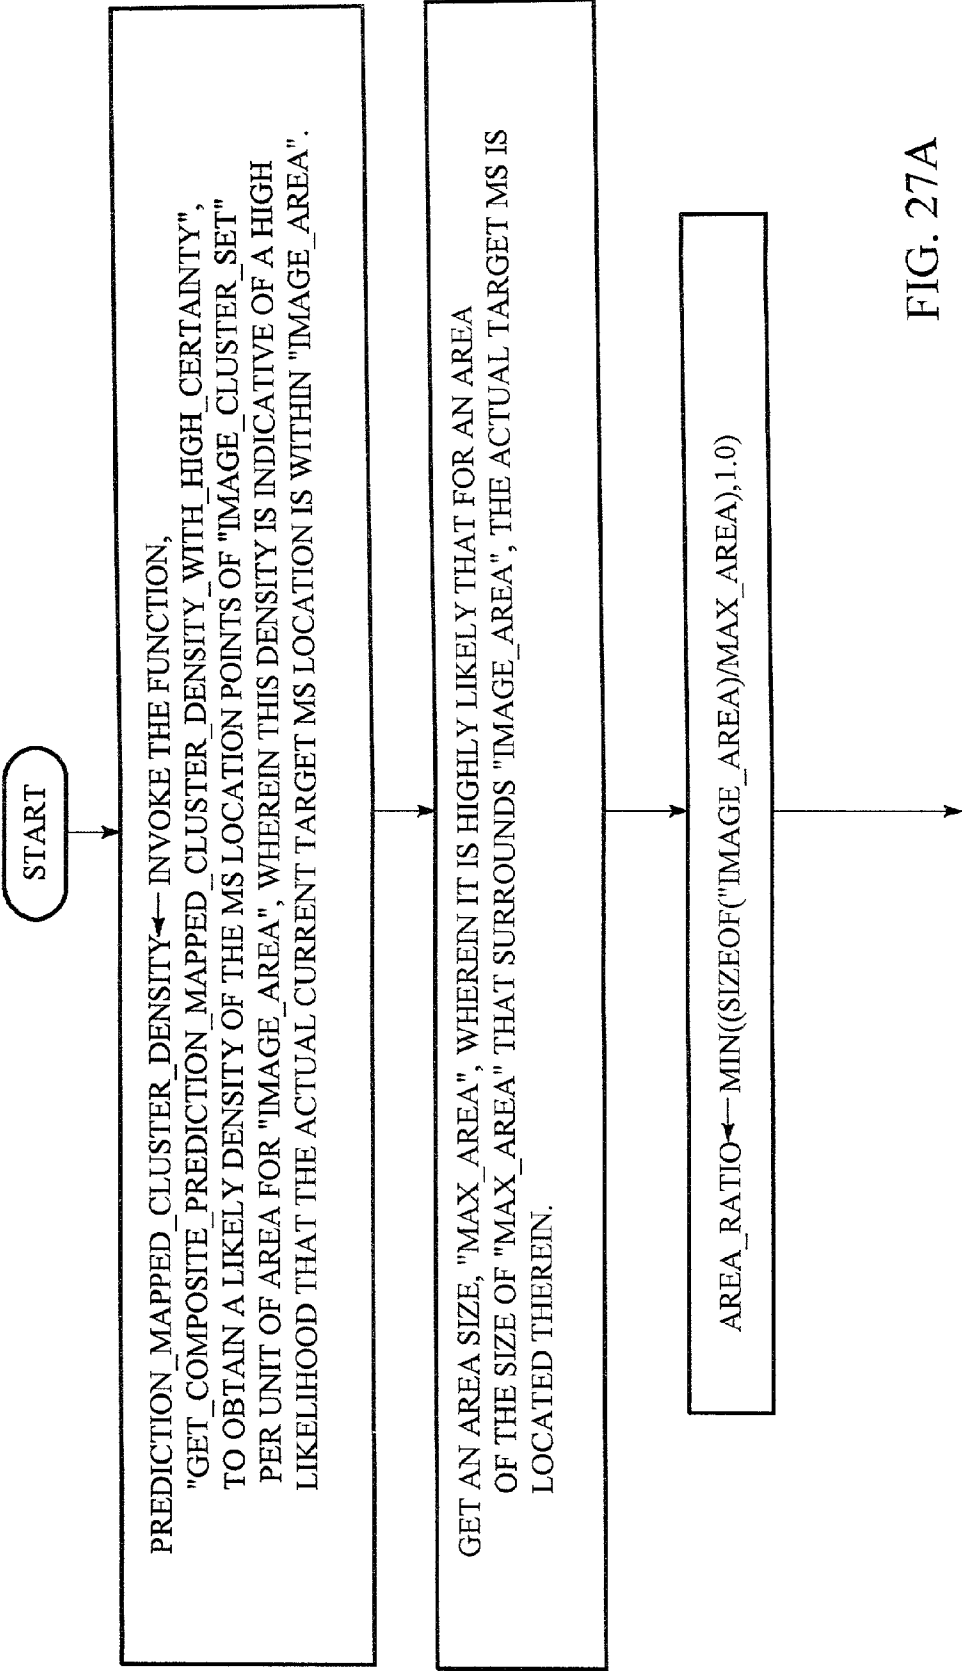 START
PREDICTION_MAPPED_CLUSTER_DENSITY◄— INVOKE THE FUNCTION,
"GET_COMPOSITE_PREDICTION_MAPPED_CLUSTER_DENSITY_WITH_HIGH_CERTAINTY",
TO OBTAIN A LIKELY DENSITY OF THE MS LOCATION POINTS OF "IMAGE_CLUSTER_SET"
PER UNIT OF AREA FOR "IMAGE_AREA", WHEREIN THIS DENSITY IS INDICATIVE OF A HIGH
LIKELIHOOD THAT THE ACTUAL CURRENT TARGET MS LOCATION IS WITHIN "IMAGE_AREA".
GET AN AREA SIZE, "MAX_AREA", WHEREIN IT IS HIGHLY LIKELY THAT FOR AN AREA
OF THE SIZE OF "MAX_AREA" THAT SURROUNDS "IMAGE_AREA", THE ACTUAL TARGET MS IS
LOCATED THEREIN.
AREA_RATIO◄— MIN((SIZEOF("IMAGE_AREA)/MAX_AREA),1.0)
FIG. 27A